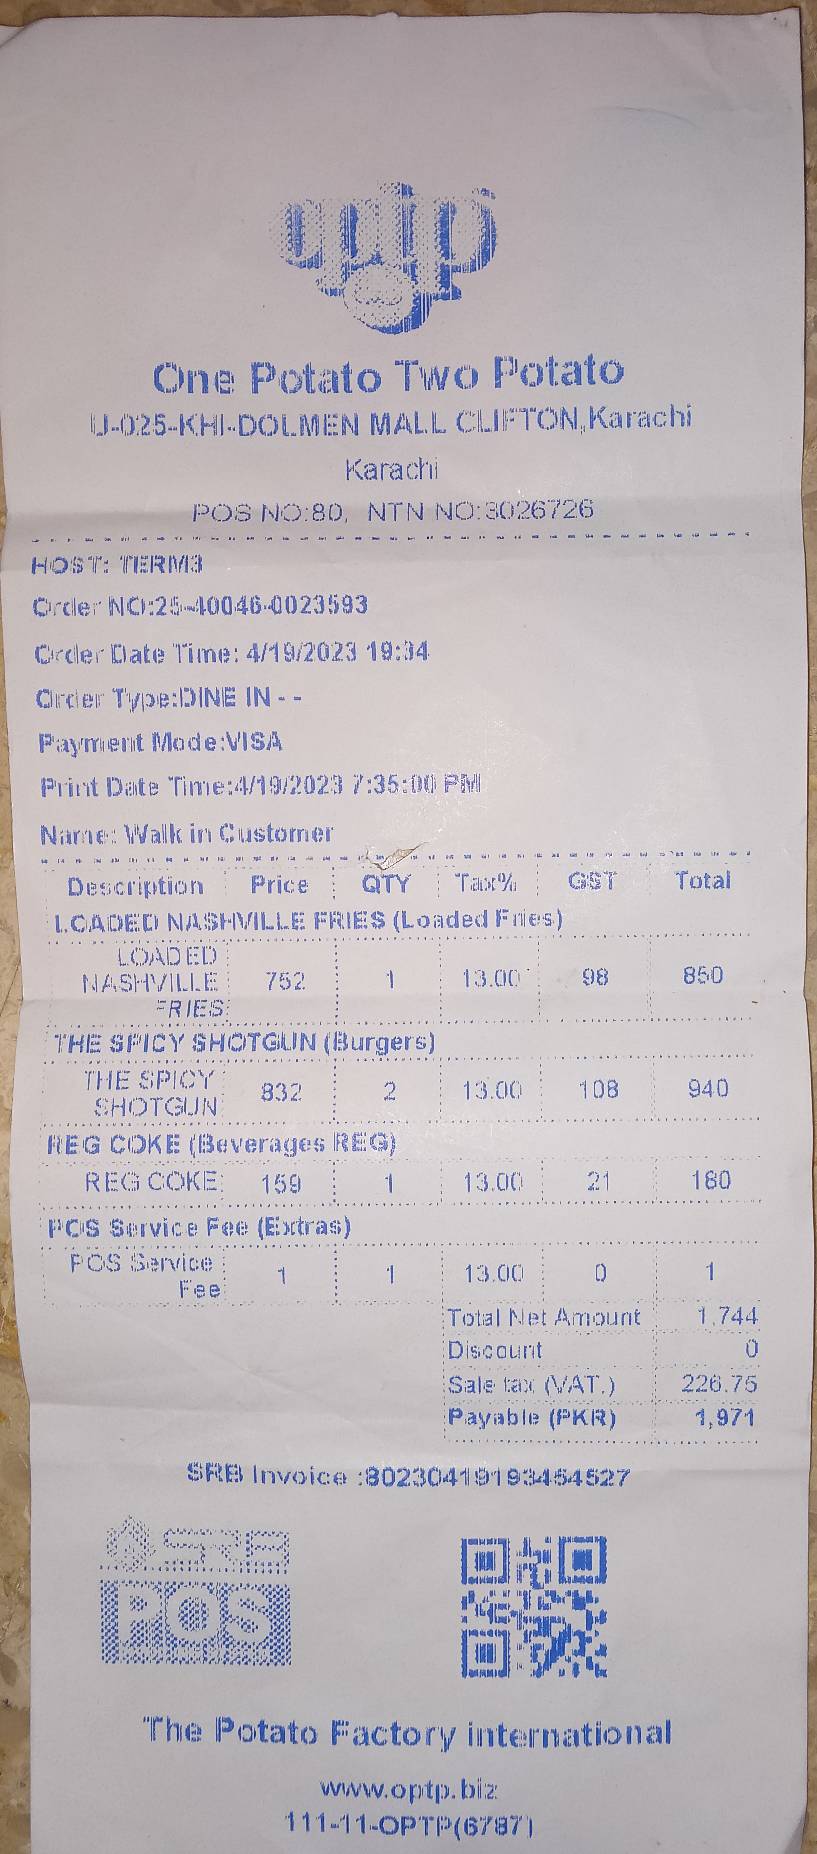 optp
One Potato Two Potato
U-025-KHI-DOLMEN MALL CLIFTON,Karachi
Karachi
POS NO:80, NTN NO:3026726
HOST: TERM3
Order NO:25-40046-0023593
Order Date Time: 4/19/2023 19:34
Order Type:DINE IN - -
Payment Mode:VISA
Print Date Time:4/19/2023 7:35:00 PM
Name: Walk in Customer
Description Price QTY Tax% GST Total
LOADED NASHVILLE FRIES (Loaded Fries)
LOADED
NASHVILLE 752 1 13.00 98 850
FRIES
THE SPICY SHOTGUN (Burgers)
THE SPICY
SHOTGUN 832 2 13.00 108 940
REG COKE (Beverages REG)
REG COKE 159 1 13.00 21 180
POS Service Fee (Extras)
POS Service
Fee 1 1 13.00 0 1
Total Net Amount 1,744
Discount 0
Sale tax (VAT.) 226.75
Payable (PKR) 1,971
SRB Invoice :80230419193454527
SRB
POS
The Potato Factory international
www.optp.biz
111-11-OPTP(6787)